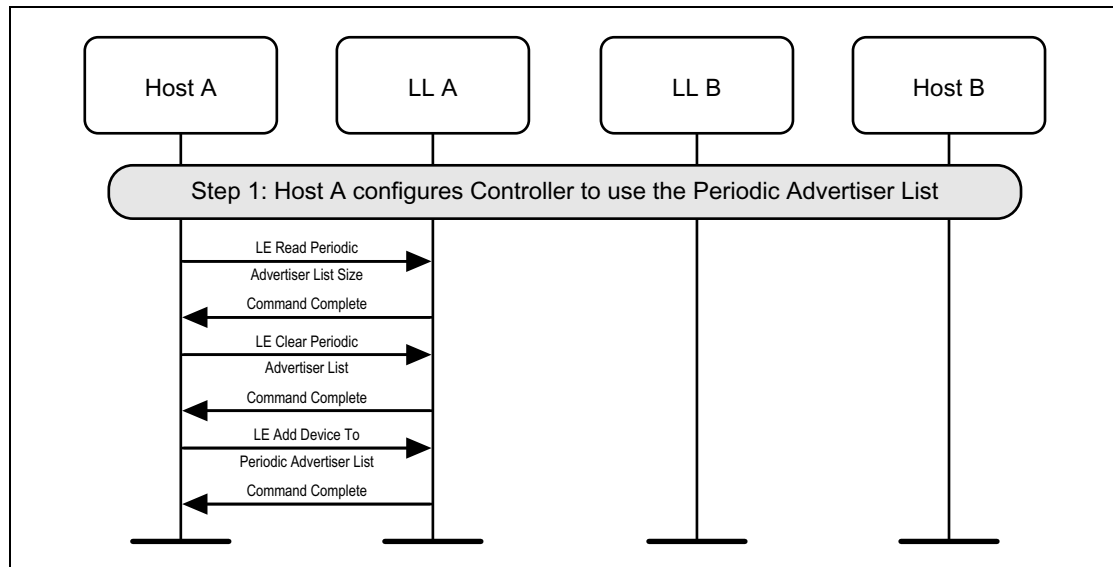 Host A
LL A
LL B
Host B
Step 1: Host A configures Controller to use the Periodic Advertiser List
LE Read Periodic
Advertiser List Size
Command Complete
LE Clear Periodic
Advertiser List
Command Complete
LE Add Device To
Periodic Advertiser List
Command Complete